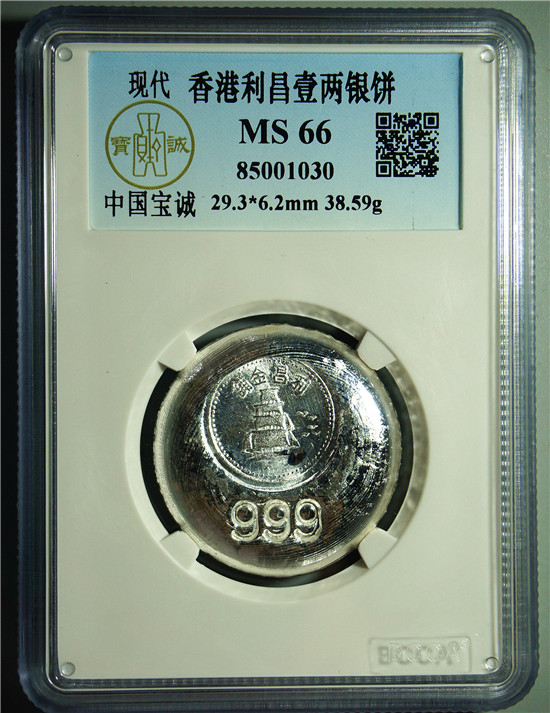 现代 香港利昌壹两银饼
寶 誠
MS 66
85001030
中国宝诚 29.3*6.2mm 38.59g
利昌金舖
999